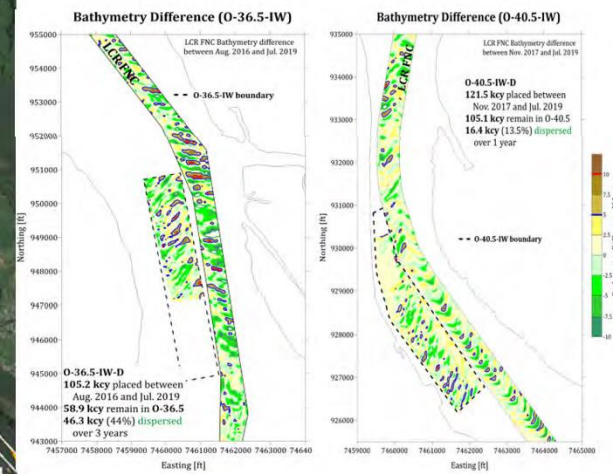 Bathymetry Difference (O-36.5-IW)
LCR FNC
LCR FNC Bathymetry difference
between Aug. 2016 and Jul. 2019
O-36.5-IW boundary
O-36.5-IW-D
105.2 kcy placed between
Aug. 2016 and Jul. 2019
58.9 kcy remain in O-36.5
46.3 kcy (44%) dispersed
over 3 years
955000
954000
953000
952000
951000
950000
949000
948000
947000
946000
945000
944000
943000
Northing [ft]
7457000 7458000 7459000 7460000 7461000 7462000 7463000 74640
Easting [ft]
Bathymetry Difference (O-40.5-IW)
LCR FNC
LCR FNC Bathymetry difference
between Nov. 2017 and Jul. 2019
O-40.5-IW-D
121.5 kcy placed between
Nov. 2017 and Jul. 2019
105.1 kcy remain in O-40.5
16.4 kcy (13.5%) dispersed
over 1 year
O-40.5-IW boundary
935000
934000
933000
932000
931000
930000
929000
928000
927000
926000
925000
Northing [ft]
7459000 7460000 7461000 7462000 7463000 7464000 7465000
Easting [ft]
10
7.5
5
2.5
0
-2.5
-5
-7.5
-10